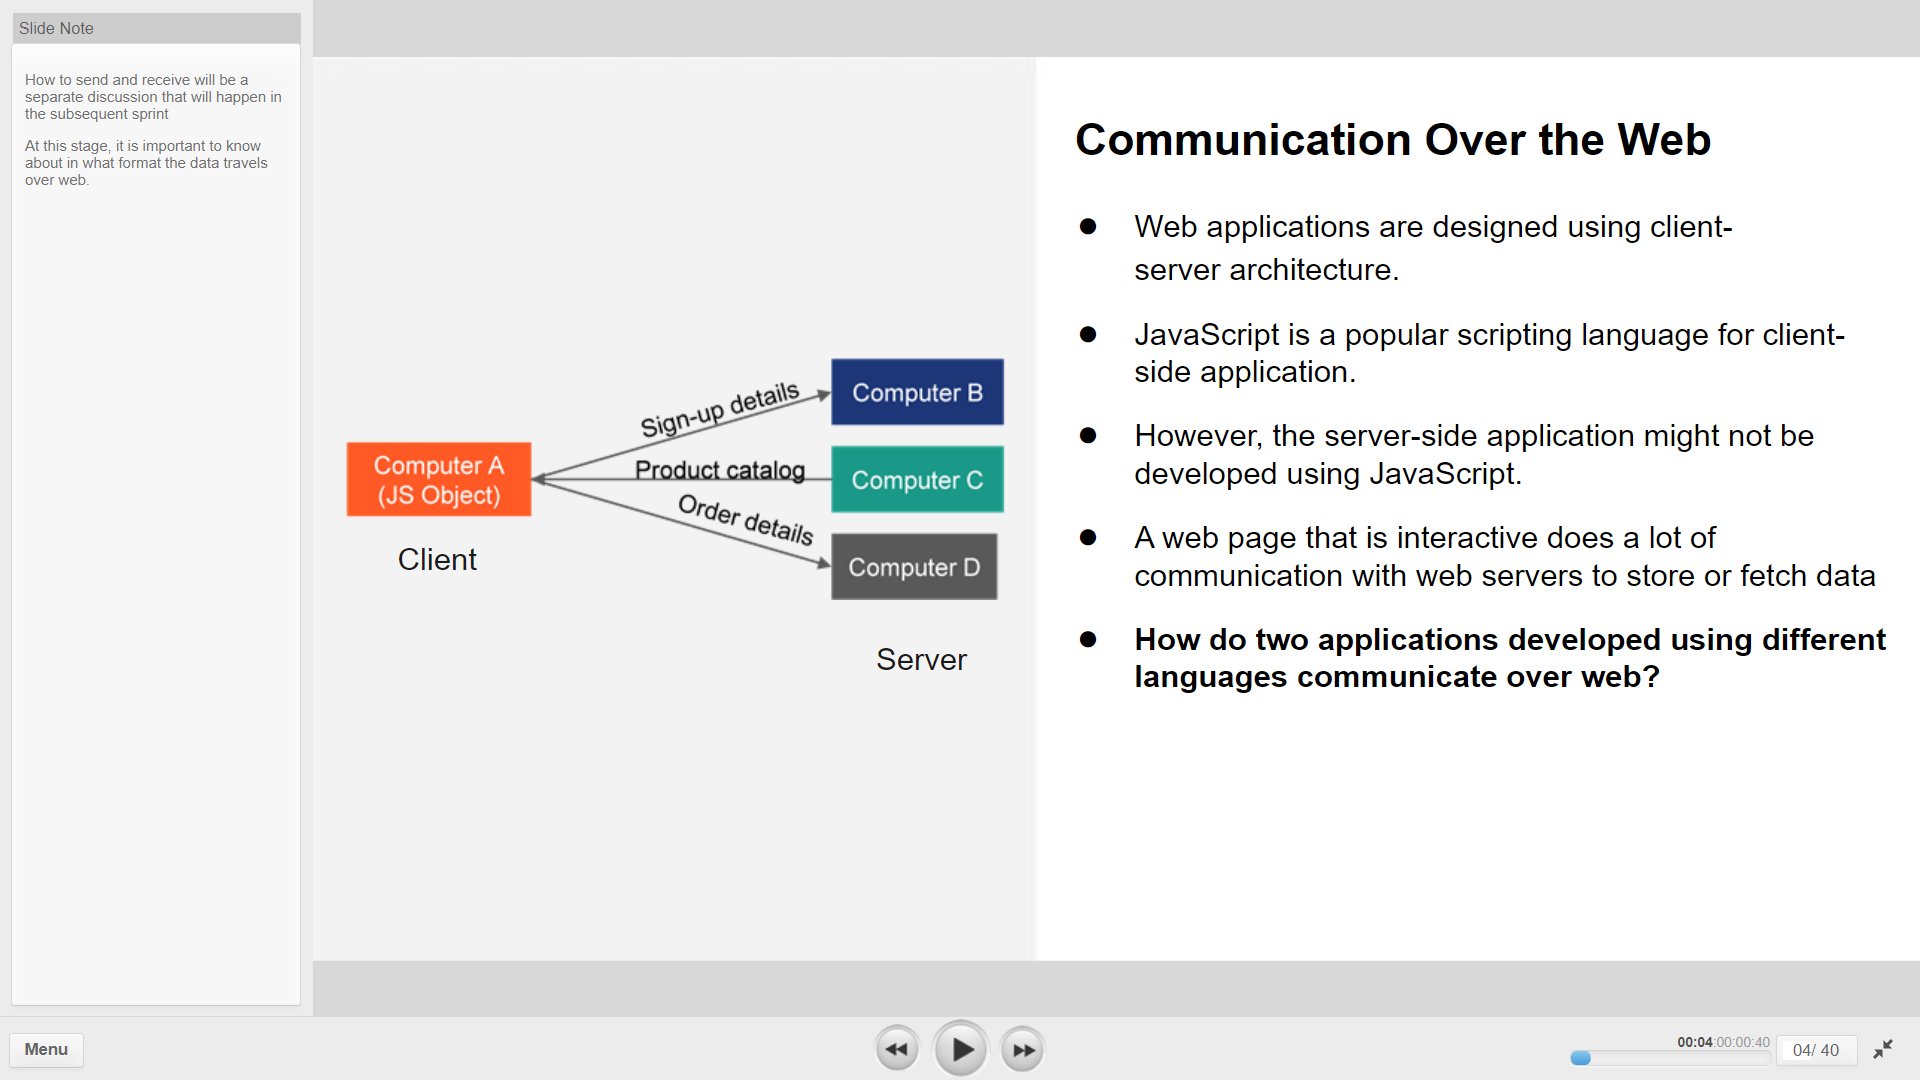 Slide Note
How to send and receive will be a
separate discussion that will happen in
the subsequent sprint
At this stage, it is important to know
about in what format the data travels
over web.
Computer A
(JS Object)
Client
Sign-up details
Product catalog
Order details
Computer B
Computer C
Computer D
Server
Communication Over the Web
● Web applications are designed using client-
server architecture.
● JavaScript is a popular scripting language for client-
side application.
● However, the server-side application might not be
developed using JavaScript.
● A web page that is interactive does a lot of
communication with web servers to store or fetch data
● How do two applications developed using different
languages communicate over web?
Menu
00:04:00:00:40
04/ 40